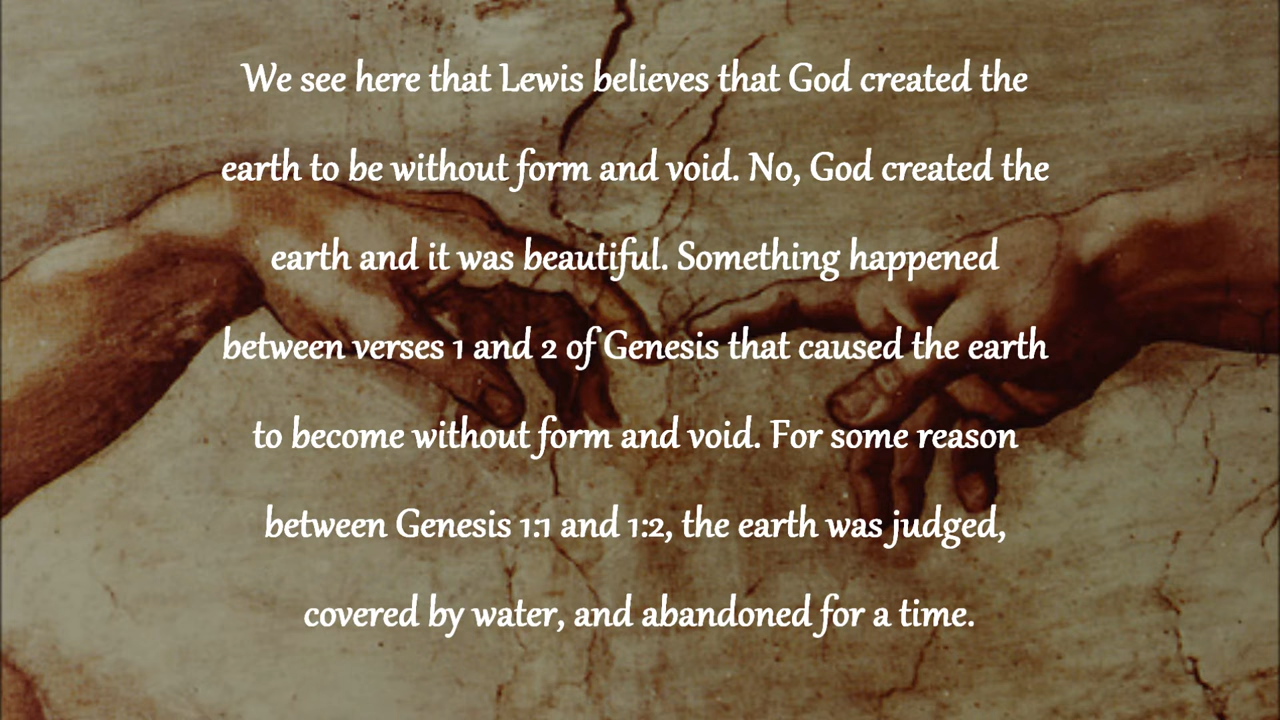 We see here that Lewis believes that God created the
earth to be without form and void. No, God created the
earth and it was beautiful. Something happened
between verses 1 and 2 of Genesis that caused the earth
to become without form and void. For some reason
between Genesis 1:1 and 1:2, the earth was judged,
covered by water, and abandoned for a time.